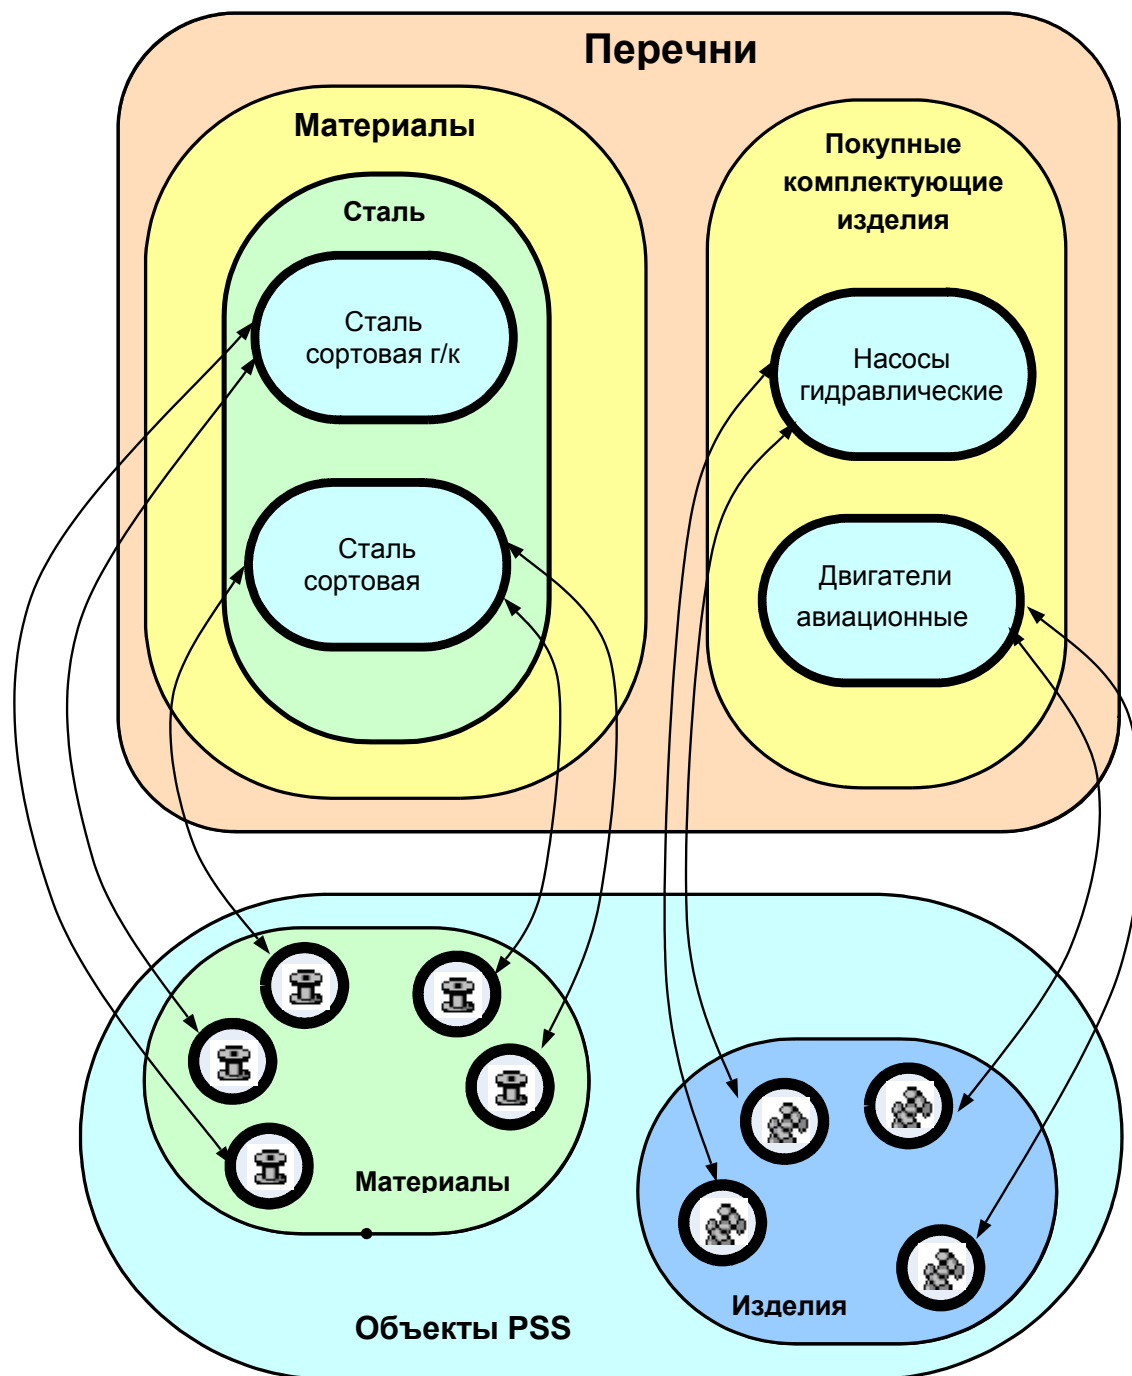 Перечни
Материалы
Сталь
Сталь
сортовая г/к
Сталь
сортовая
Покупные
комплектующие
изделия
Насосы
гидравлические
Двигатели
авиационные
Материалы
Изделия
Объекты PSS